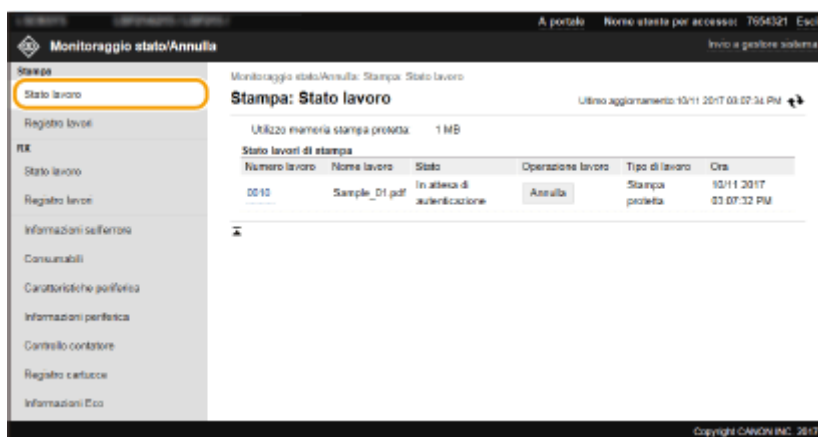 A portale Nome utente per accesso: 7654321 Esci
Monitoraggio stato/Annulla
Invio a gestore sistema
Stampa
Stato lavoro
Registro lavori
RX
Stato lavoro
Registro lavori
Informazioni sull'errore
Consumabili
Caratteristiche periferica
Informazioni periferica
Controllo contatore
Registro cartucce
Informazioni Eco
Monitoraggio stato/Annulla: Stampa: Stato lavoro
Stampa: Stato lavoro
Ultimo aggiornamento:10/11 2017 03:07:34 PM
Utilizzo memoria stampa protetta: 1 MB
Stato lavori di stampa
Numero lavoro Nome lavoro Stato Operazione lavoro Tipo di lavoro Ora
0010 Sample_01.pdf In attesa di autenticazione Annulla Stampa protetta 10/11 2017 03:07:32 PM
Copyright CANON INC. 2017